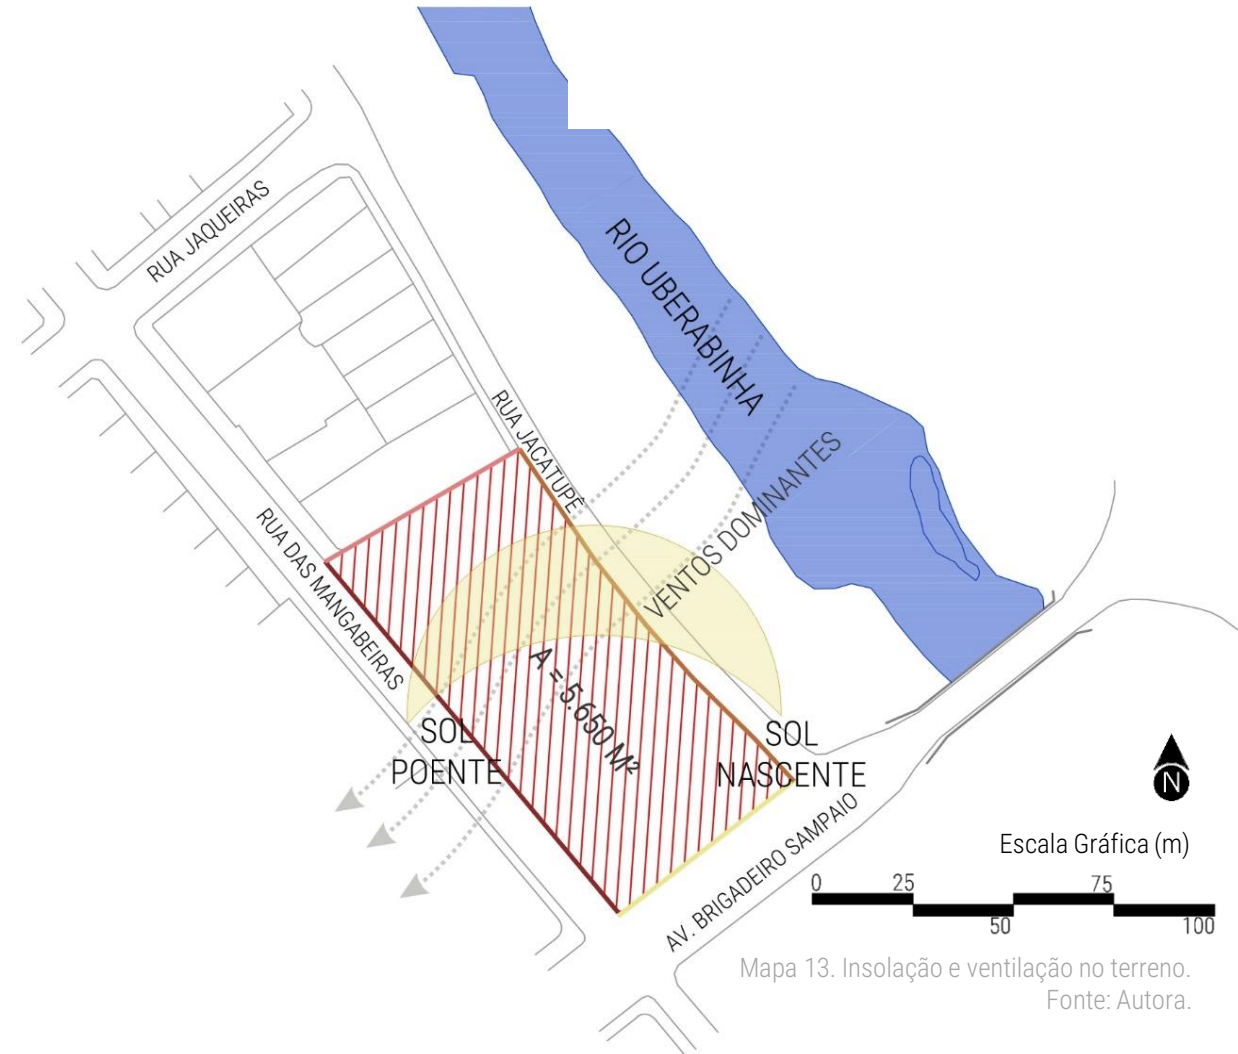 RUA JAQUEIRAS
RIO UBERABINHA
RUA JACATUPÊ
VENTOS DOMINANTES
RUA DAS MANGABEIRAS
A = 5.650 M²
SOL
POENTE
SOL
NASCENTE
AV. BRIGADEIRO SAMPAIO
N
Escala Gráfica (m)
0 25 75
50 100
Mapa 13. Insolação e ventilação no terreno.
Fonte: Autora.